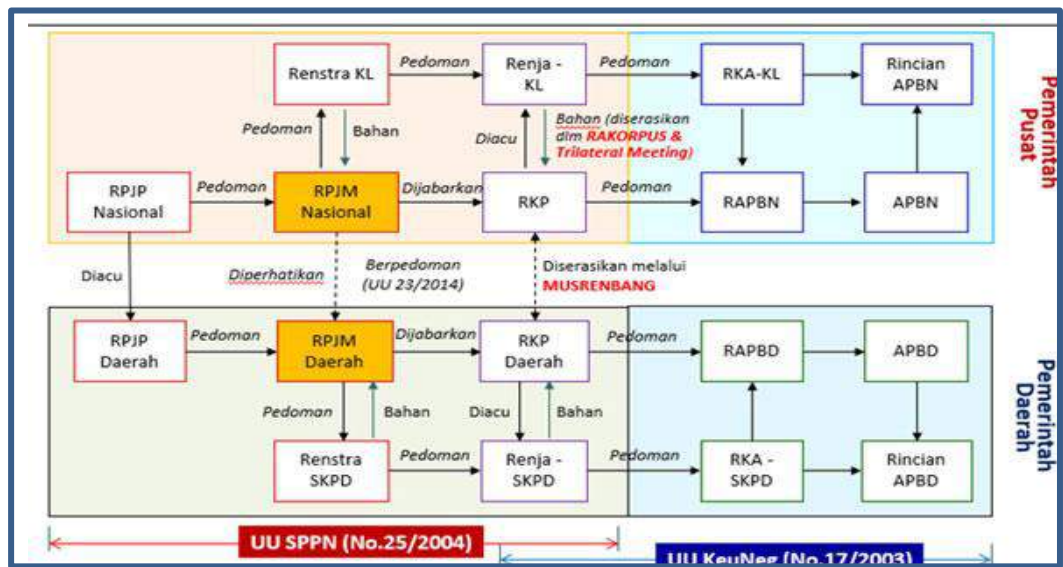 Renstra KL
Pedoman
Renja -
KL
Pedoman
RKA-KL
Rincian
APBN
Pemerintah
Pusat
Pedoman
Bahan
Diacu
Bahan (diserasikan
dlm RAKORPUS &
Trilateral Meeting)
RPJP
Nasional
Pedoman
RPJM
Nasional
Dijabarkan
RKP
Pedoman
RAPBN
APBN
Diacu
Diperhatikan
Berpedoman
(UU 23/2014)
Diserasikan melalui
MUSRENBANG
RPJP
Daerah
Pedoman
RPJM
Daerah
Dijabarkan
RKP
Daerah
Pedoman
RAPBD
APBD
Pemerintah
Daerah
Pedoman
Bahan
Diacu
Bahan
Renstra
SKPD
Pedoman
Renja -
SKPD
Pedoman
RKA -
SKPD
Rincian
APBD
UU SPPN (No.25/2004)
UU KeuNeg (No.17/2003)